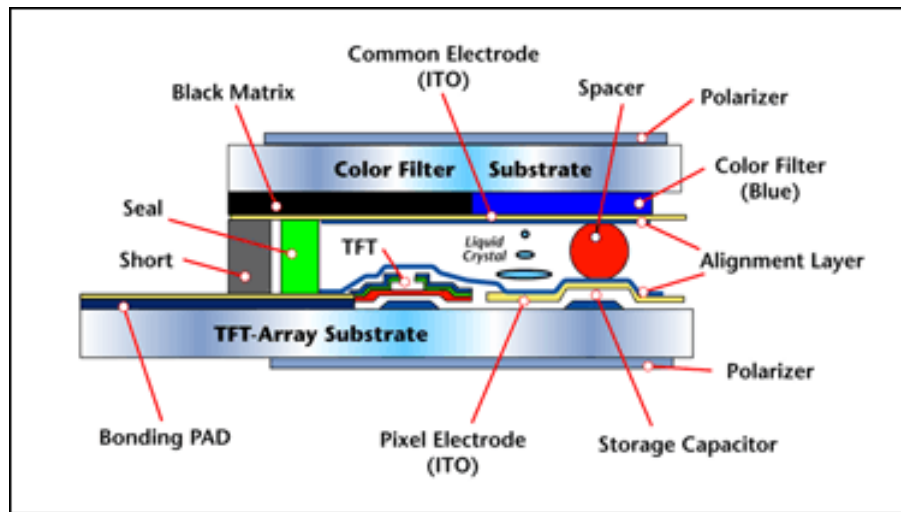 Common Electrode
(ITO)
Spacer
Black Matrix
Polarizer
Color Filter Substrate
Color Filter
(Blue)
Seal
TFT
Liquid
Crystal
Short
Alignment Layer
TFT-Array Substrate
Polarizer
Bonding PAD
Pixel Electrode
(ITO)
Storage Capacitor